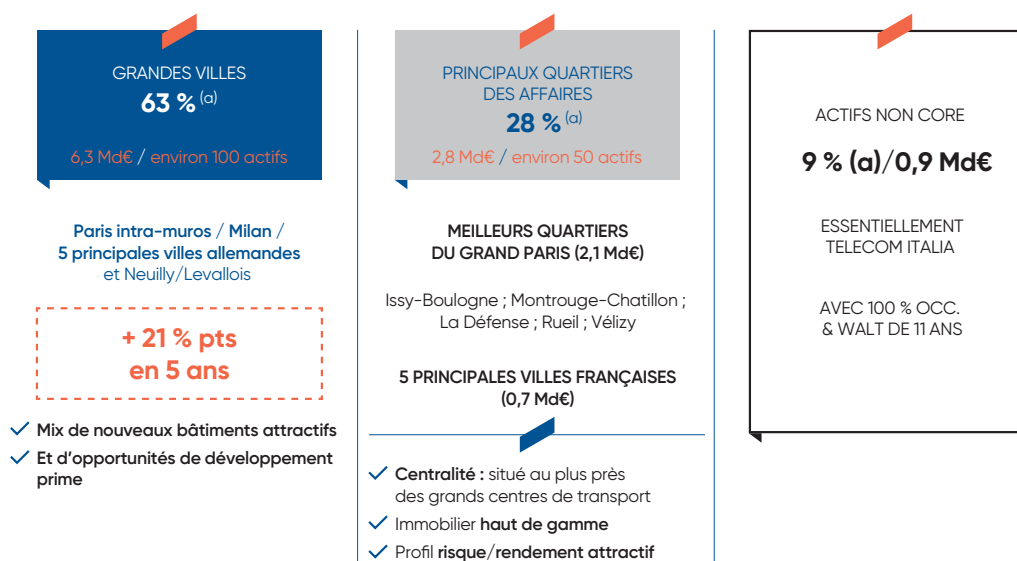 GRANDES VILLES
63 % (a)
6,3 Md€ / environ 100 actifs
Paris intra-muros / Milan /
5 principales villes allemandes
et Neuilly/Levallois
+ 21 % pts
en 5 ans
Mix de nouveaux bâtiments attractifs
Et d’opportunités de développement
prime
PRINCIPAUX QUARTIERS
DES AFFAIRES
28 % (a)
2,8 Md€ / environ 50 actifs
MEILLEURS QUARTIERS
DU GRAND PARIS (2,1 Md€)
Issy-Boulogne ; Montrouge-Chatillon ;
La Défense ; Rueil ; Vélizy
5 PRINCIPALES VILLES FRANÇAISES
(0,7 Md€)
Centralité : situé au plus près
des grands centres de transport
Immobilier haut de gamme
Profil risque/rendement attractif
ACTIFS NON CORE
9 % (a)/0,9 Md€
ESSENTIELLEMENT
TELECOM ITALIA
AVEC 100 % OCC.
& WALT DE 11 ANS